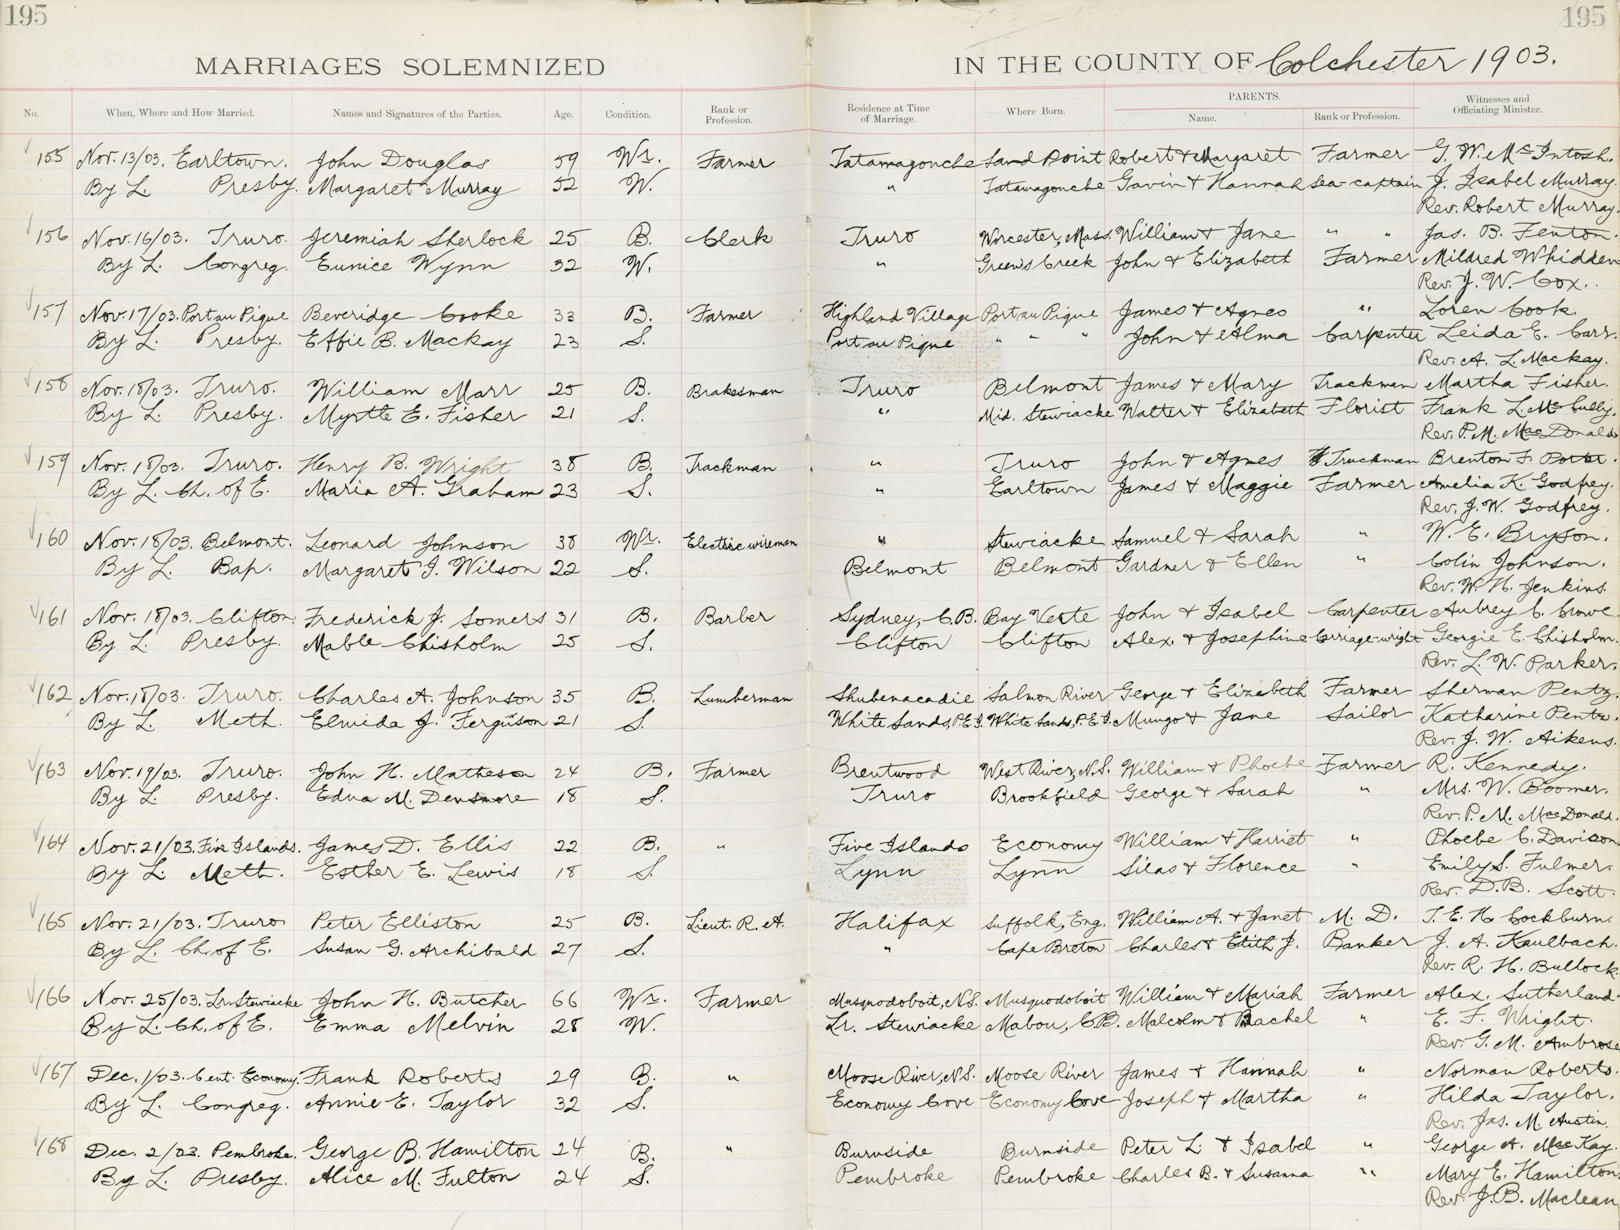 195 195
MARRIAGES SOLEMNIZED IN THE COUNTY OF Colchester 1903.
No. When, Where and How Married. Names and Signatures of the Parties. Age. Condition. Rank or Profession. Residence at Time of Marriage. Where Born. PARENTS. Name. Rank or Profession. Witnesses and Officiating Minister.
155 Nov. 13/03. Earltown. John Douglas 59 Wr. Farmer Tatamagouche Sand Point Robert & Margaret Farmer G. W. McIntosh.
By L. Presby. Margaret Murray 52 W. " Tatamagouche Gavin & Hannah Sea-captain J. Isabel Murray.
Rev. Robert Murray.
156 Nov. 16/03. Truro. Jeremiah Sherlock 25 B. Clerk Truro Worcester, Mass. William & Jane " " Jas. B. Fenton.
By L. Congreg. Eunice Wynn 32 W. " Green's Creek John & Elizabeth Farmer Mildred Whidden
Rev. J. W. Cox.
157 Nov. 17/03. Port au Pique Beveridge Cooke 33 B. Farmer Highland Village Port au Pique James & Agnes " Loren Cook.
By L. Presby. Effie B. Mackay 23 S. Port au Pique " " " John & Alma Carpenter Leida E. Carr.
Rev. A. L. Mackay.
158 Nov. 18/03. Truro. William Marr 25 B. Brakesman Truro Belmont James & Mary Trackman Martha Fisher.
By L. Presby. Myrtle E. Fisher 21 S. " Mid. Stewiacke Walter & Elizabeth Florist Frank L. McCully.
Rev. P. M. MacDonald
159 Nov. 18/03. Truro. Henry B. Wright 38 B. Trackman " Truro John & Agnes Truckman Brenton F. Porter.
By L. Ch. of E. Maria A. Graham 23 S. " Earltown James & Maggie Farmer Amelia K. Godfrey.
Rev. J. W. Godfrey.
160 Nov. 18/03. Belmont. Leonard Johnson 38 Wr. Electric wireman " Stewiacke Samuel & Sarah " W. E. Bryson.
By L. Bap. Margaret J. Wilson 22 S. Belmont Belmont Gardner & Ellen " Colin Johnson.
Rev. W. H. Jenkins.
161 Nov. 18/03. Clifton. Frederick J. Somers 31 B. Barber Sydney, C.B. Bay Verte John & Isabel Carpenter Aubrey C. Crowe
By L. Presby. Mable Chisholm 25 S. Clifton Clifton Alex. & Josephine Carriage-wright Georgie E. Chisholm.
Rev. L. W. Parker.
162 Nov. 18/03. Truro. Charles A. Johnson 35 B. Lumberman Shubenacadie Salmon River George & Elizabeth Farmer Sherman Pentz.
By L. Meth. Elmida J. Ferguson 21 S. White Sands, P.E.I. White Sands, P.E.I. Mungo & Jane Sailor Katharine Pentz.
Rev. J. W. Aikens.
163 Nov. 19/03. Truro. John H. Matheson 24 B. Farmer Brentwood West River, N.S. William & Phoebe Farmer R. Kennedy.
By L. Presby. Edna M. Densmore 18 S. Truro Brookfield George & Sarah " Mrs. W. Boomer.
Rev. P. M. MacDonald.
164 Nov. 21/03. Five Islands. James D. Ellis 22 B. " Five Islands Economy William & Harriet " Phoebe C. Davison
By L. Meth. Esther E. Lewis 18 S. Lynn Lynn Silas & Florence " Emily S. Fulmer.
Rev. D. B. Scott.
165 Nov. 21/03. Truro Peter Elliston 25 B. Lieut. R. A. Halifax Suffolk, Eng. William A. & Janet M. D. T. E. H. Cockburn
By L. Ch. of E. Susan G. Archibald 27 S. " Cape Breton Charles & Edith J. Banker J. A. Kaulbach.
Rev. R. H. Bullock
166 Nov. 25/03. Lr. Stewiacke John H. Butcher 66 Wr. Farmer Musquodoboit, N.S. Musquodoboit William & Mariah Farmer Alex. Sutherland.
By L. Ch. of E. Emma Melvin 28 W. Lr. Stewiacke Mabou, C.B. Malcolm & Rachel " E. F. Wright.
Rev. G. M. Ambrose
167 Dec. 1/03. Cent. Economy. Frank Roberts 29 B. " Moose River, N.S. Moose River James & Hannah " Norman Roberts.
By L. Congreg. Annie E. Taylor 32 S. Economy Cove Economy Cove Joseph & Martha " Hilda Taylor.
Rev. Jas. M. Austin.
168 Dec. 2/03. Pembroke. George B. Hamilton 24 B. " Burnside Burnside Peter L. & Isabel " George A. MacKay.
By L. Presby. Alice M. Fulton 24 S. Pembroke Pembroke Charles B. & Susanna " Mary E. Hamilton
Rev. J. B. Maclean